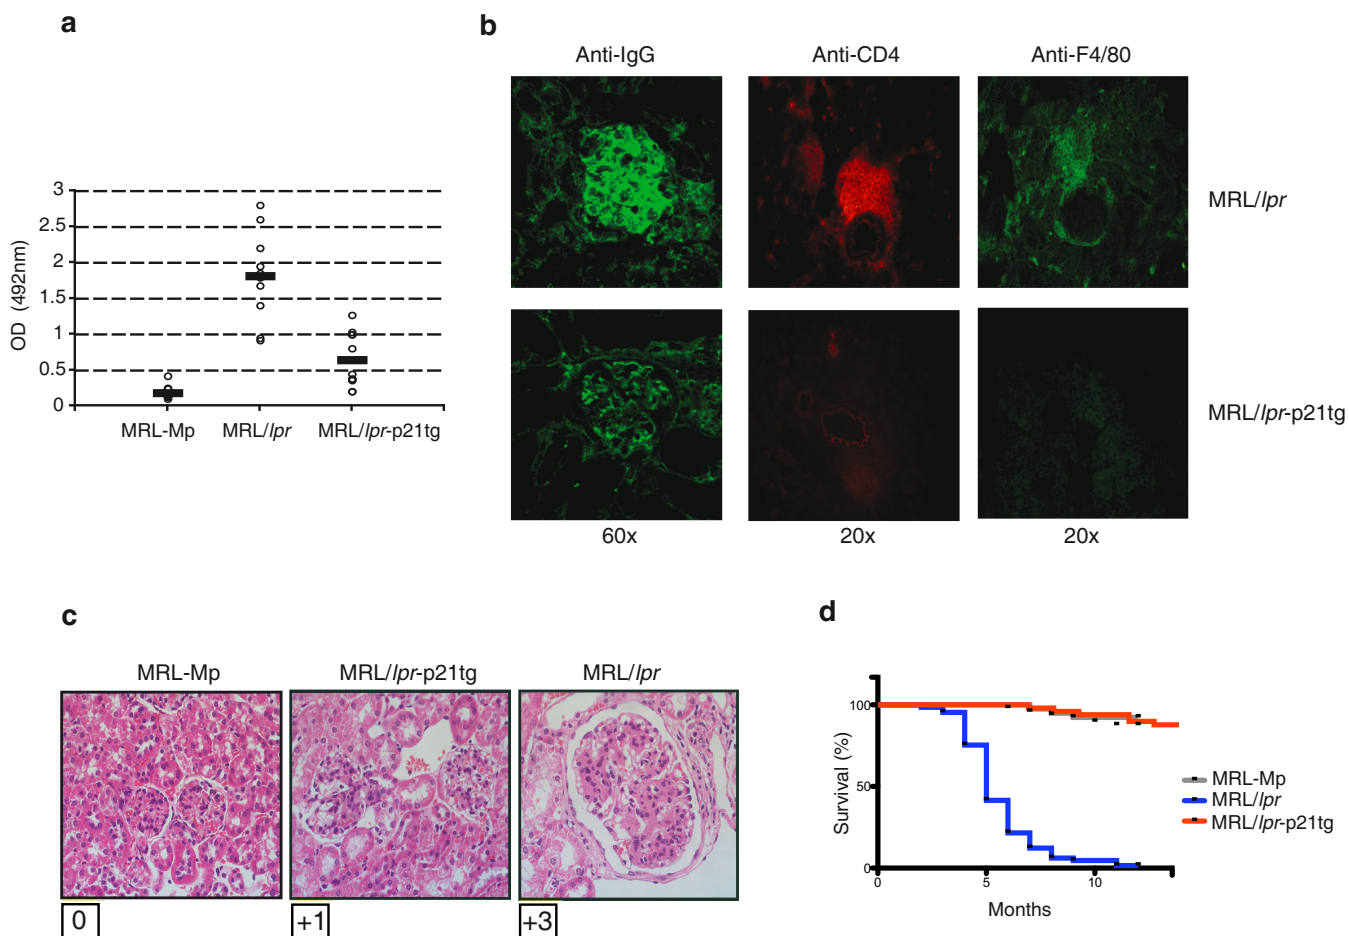 a
3
2.5
2
1.5
1
0.5
0
OD (492nm)
MRL-Mp
MRL/lpr
MRL/lpr-p21tg
b
Anti-IgG
Anti-CD4
Anti-F4/80
MRL/lpr
MRL/lpr-p21tg
60x
20x
20x
c
MRL-Mp
MRL/lpr-p21tg
MRL/lpr
0
+1
+3
d
100
50
0
Survival (%)
0
5
10
Months
MRL-Mp
MRL/lpr
MRL/lpr-p21tg